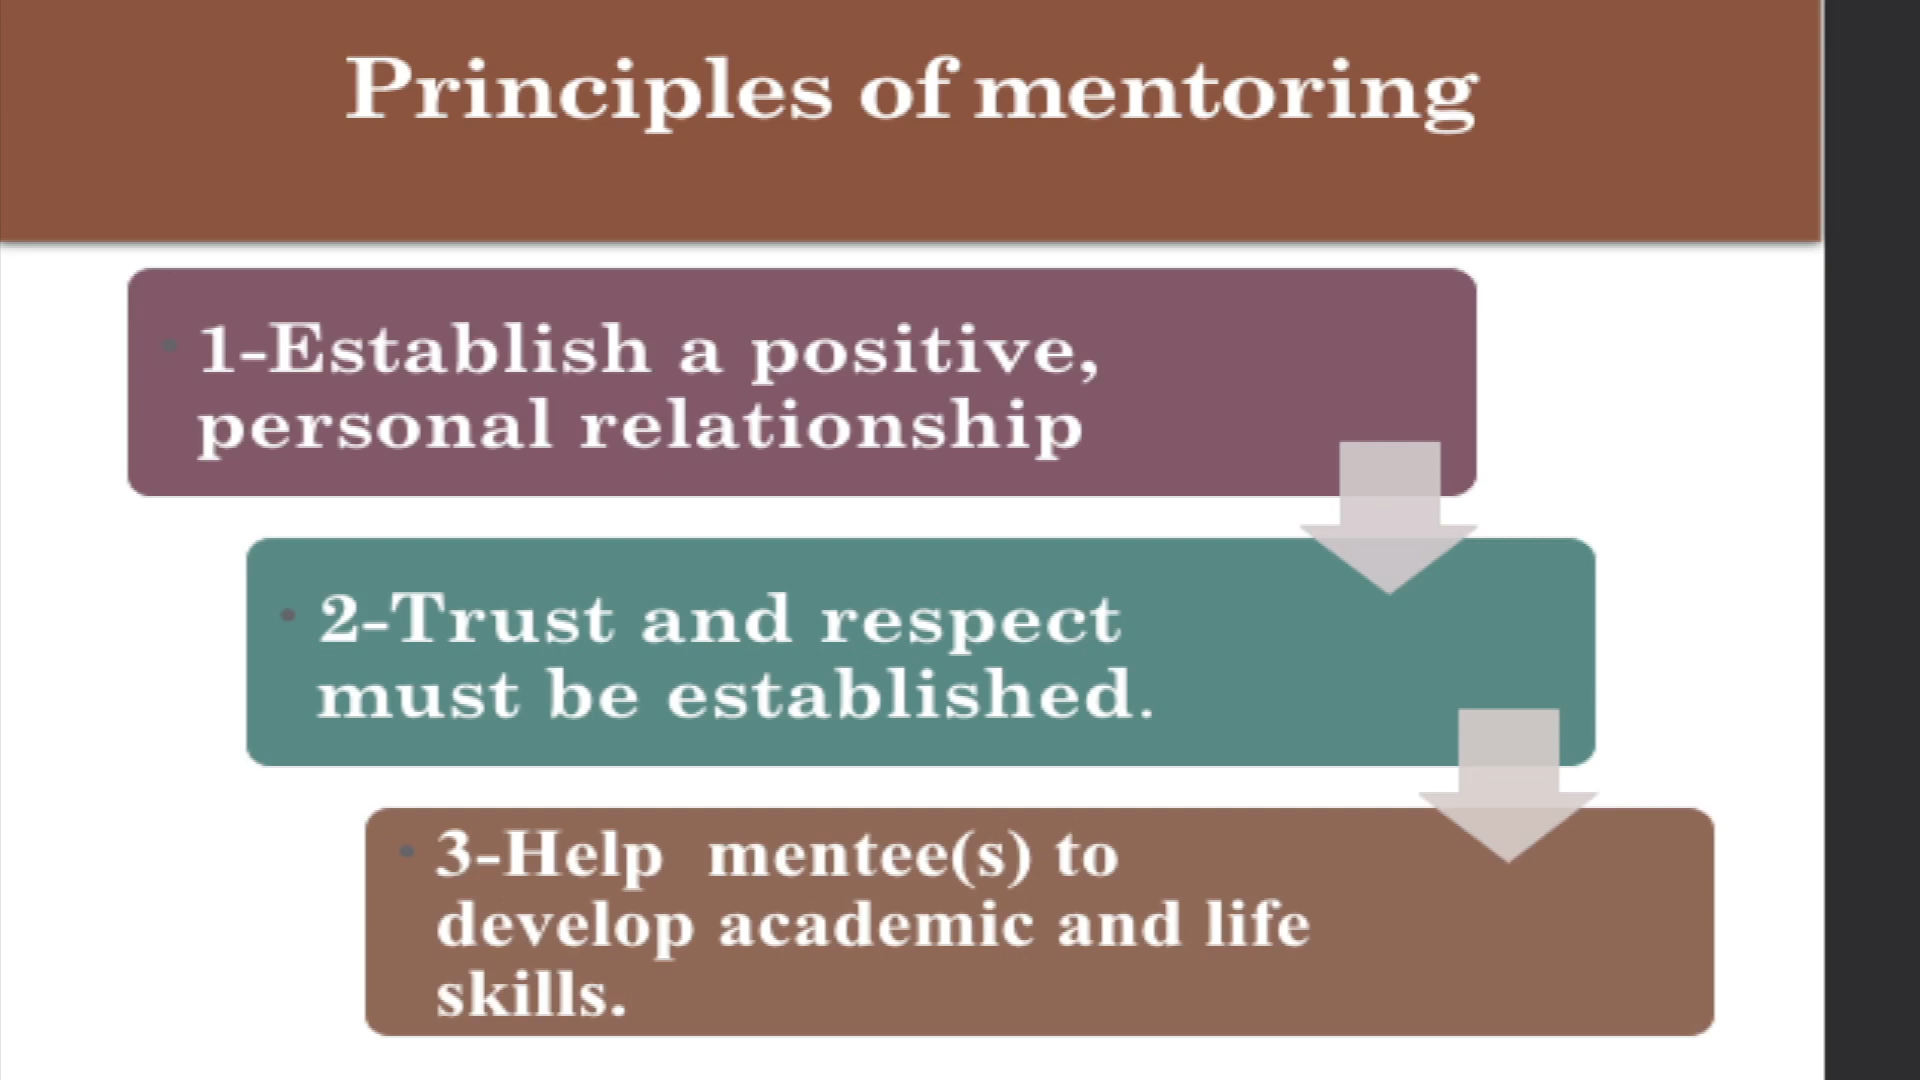 Principles of mentoring
• 1-Establish a positive,
personal relationship
• 2-Trust and respect
must be established.
• 3-Help  mentee(s) to
develop academic and life
skills.